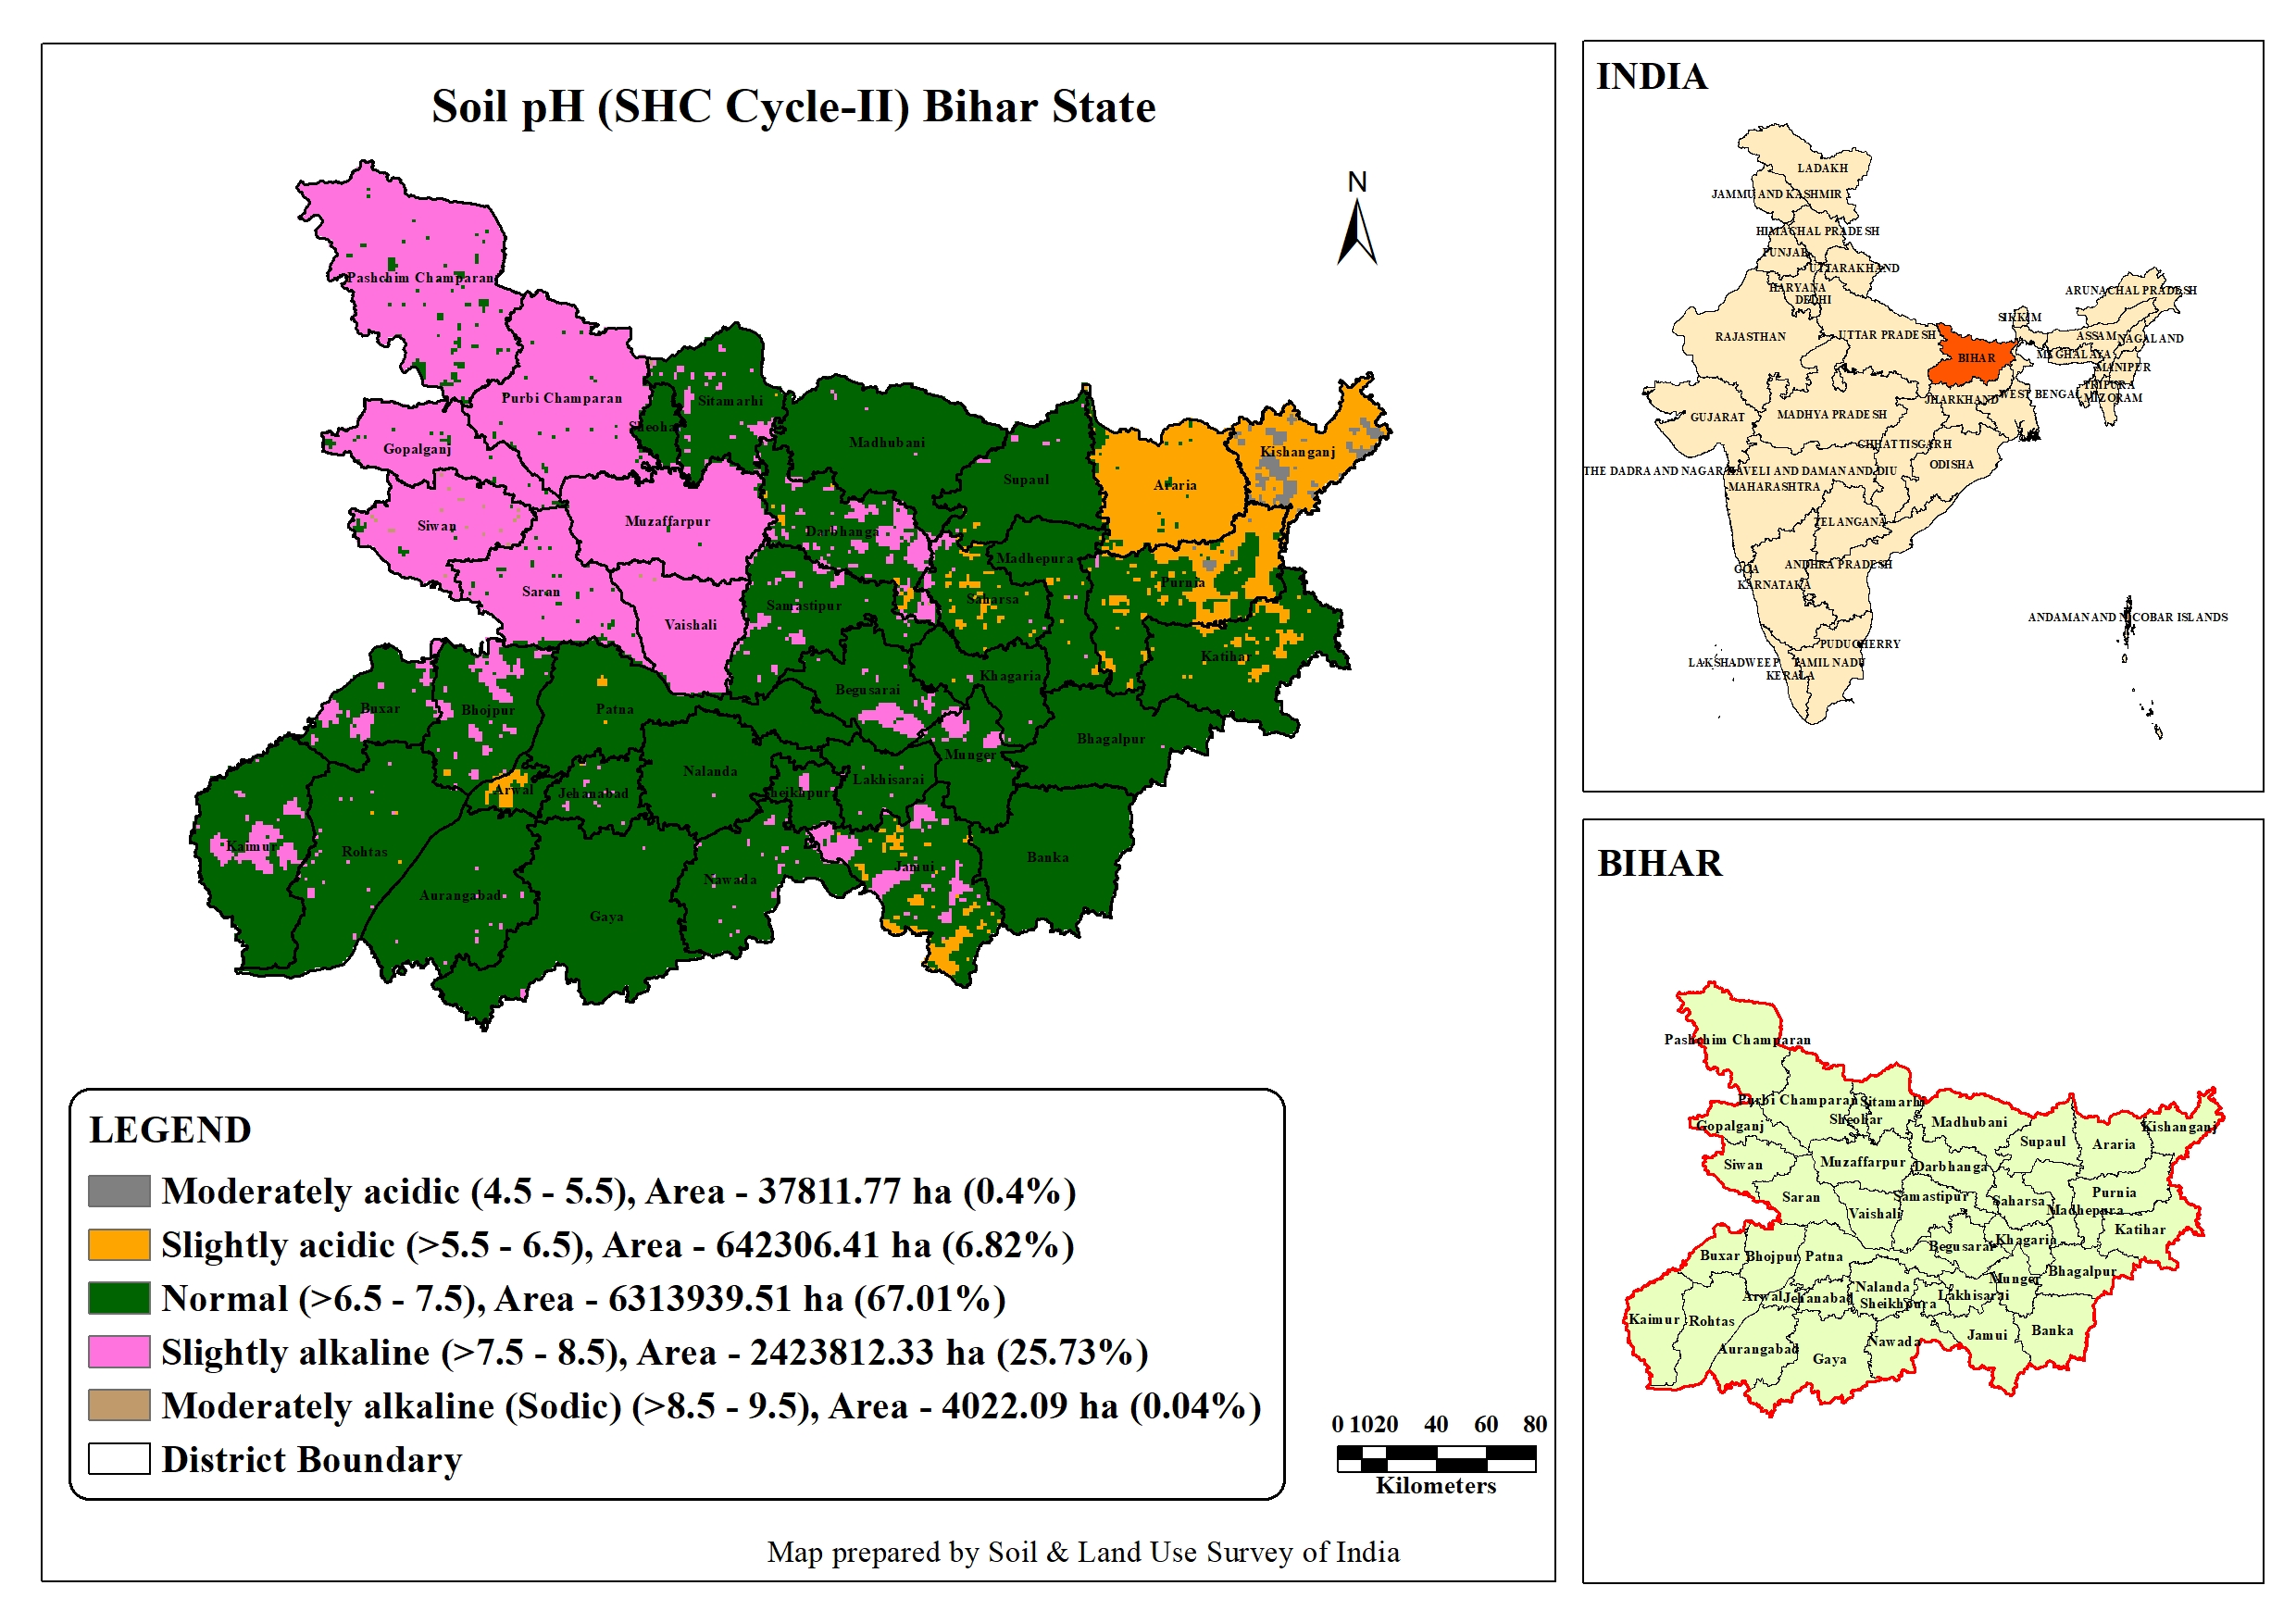 Soil pH (SHC Cycle-II) Bihar State
N
Pashchim Champaran
Purbi Champaran
Sitamarhi
Gopalganj
Madhubani
Kishanganj
Supaul
Araria
Siwan
Muzaffarpur
Darbhanga
Madhepura
Purnia
Saran
Saharsa
Samastipur
Vaishali
Katihar
Khagaria
Begusarai
Buxar
Bhojpur
Patna
Bhagalpur
Munger
Nalanda
Lakhisarai
Arwal
Jehanabad
Sheikhpura
Kaimur
Rohtas
Banka
Jamui
Nawada
Aurangabad
Gaya
LEGEND
Moderately acidic (4.5 - 5.5), Area - 37811.77 ha (0.4%)
Slightly acidic (>5.5 - 6.5), Area - 642306.41 ha (6.82%)
Normal (>6.5 - 7.5), Area - 6313939.51 ha (67.01%)
Slightly alkaline (>7.5 - 8.5), Area - 2423812.33 ha (25.73%)
Moderately alkaline (Sodic) (>8.5 - 9.5), Area - 4022.09 ha (0.04%)
District Boundary
0 1020 40 60 80
Kilometers
Map prepared by Soil & Land Use Survey of India
INDIA
LADAKH
JAMMU AND KASHMIR
HIMACHAL PRADESH
PUNJAB
UTTARAKHAND
HARYANA
DELHI
ARUNACHAL PRADESH
SIKKIM
RAJASTHAN
UTTAR PRADESH
ASSAM
NAGALAND
BIHAR
MEGHALAYA
MANIPUR
TRIPURA
JHARKHAND
WEST BENGAL
MIZORAM
GUJARAT
MADHYA PRADESH
CHHATTISGARH
ODISHA
THE DADRA AND NAGAR HAVELI AND DAMAN AND DIU
MAHARASHTRA
TELANGANA
GOA
ANDHRA PRADESH
KARNATAKA
ANDAMAN AND NICOBAR ISLANDS
PUDUCHERRY
LAKSHADWEEP
TAMIL NADU
KERALA
BIHAR
Pashchim Champaran
Purbi Champaran
Sitamarhi
Sheohar
Gopalganj
Madhubani
Kishanganj
Supaul
Araria
Siwan
Muzaffarpur
Darbhanga
Saran
Samastipur
Saharsa
Purnia
Vaishali
Madhepura
Katihar
Khagaria
Begusarai
Buxar
Bhojpur
Patna
Bhagalpur
Munger
Nalanda
Arwal
Jehanabad
Lakhisarai
Sheikhpura
Kaimur
Rohtas
Banka
Jamui
Nawada
Aurangabad
Gaya